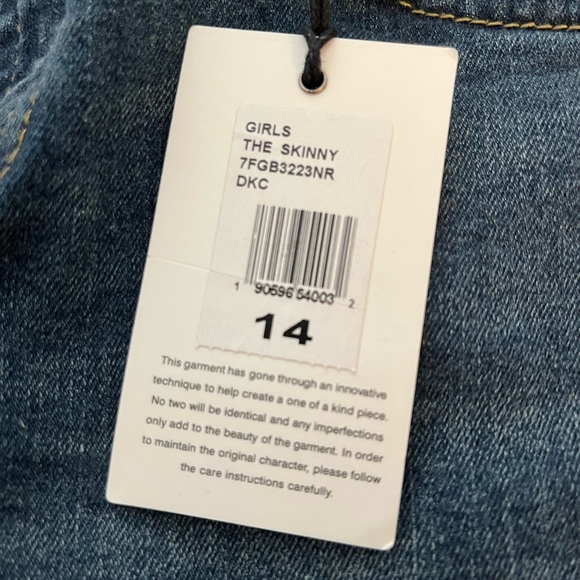 GIRLS
THE SKINNY
7FGB3223NR
DKC
1 90696 54003 2
14
This garment has gone through an innovative
technique to help create a one of a kind piece.
No two will be identical and any imperfections
only add to the beauty of the garment. In order
to maintain the original character, please follow
the care instructions carefully.